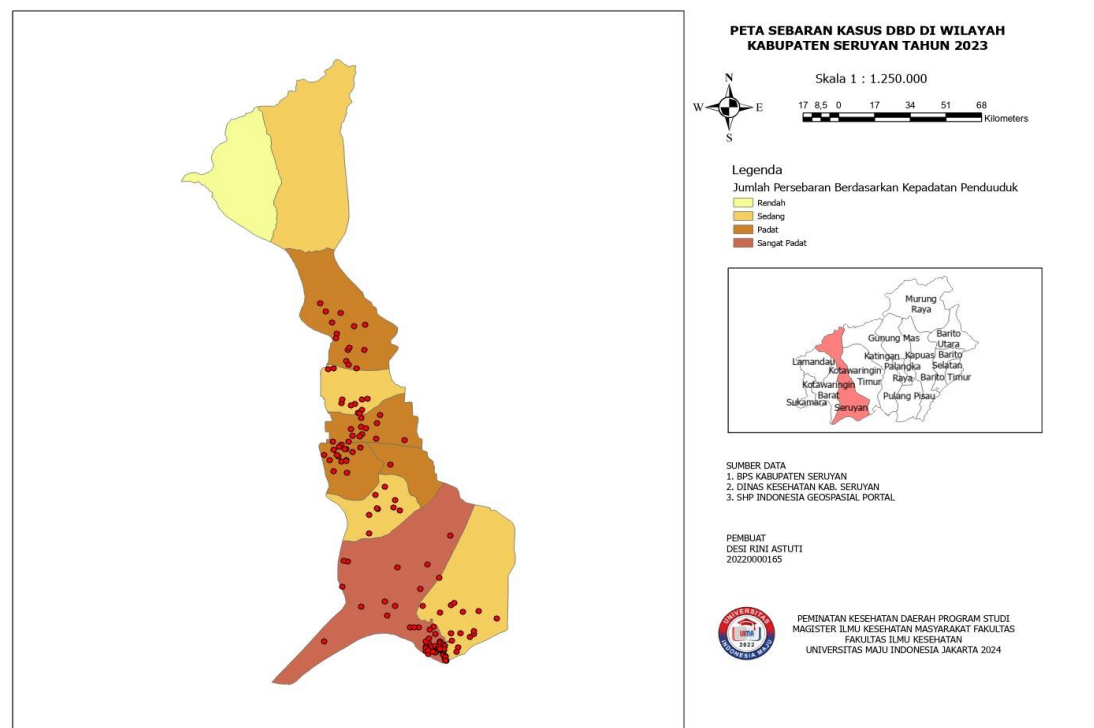 PETA SEBARAN KASUS DBD DI WILAYAH
KABUPATEN SERUYAN TAHUN 2023
N
W
E
S
Skala 1 : 1.250.000
17 8,5 0 17 34 51 68
Kilometers
Legenda
Jumlah Persebaran Berdasarkan Kepadatan Penduuduk
Rendah
Sedang
Padat
Sangat Padat
Murung
Raya
Gunung Mas
Barito
Utara
Lamandau
Katingan
Kapuas
Barito
Selatan
Kotawaringin
Timur
Palangka
Raya
Barito Timur
Kotawaringin
Barat
Sukamara
Seruyan
Pulang Pisau
SUMBER DATA
1. BPS KABUPATEN SERUYAN
2. DINAS KESEHATAN KAB. SERUYAN
3. SHP INDONESIA GEOSPASIAL PORTAL
PEMBUAT
DESI RINI ASTUTI
20220000165
UNIVERSITAS
UIMA
2022
INDONESIA MAJU
PEMINATAN KESEHATAN DAERAH PROGRAM STUDI
MAGISTER ILMU KESEHATAN MASYARAKAT FAKULTAS
FAKULTAS ILMU KESEHATAN
UNIVERSITAS MAJU INDONESIA JAKARTA 2024